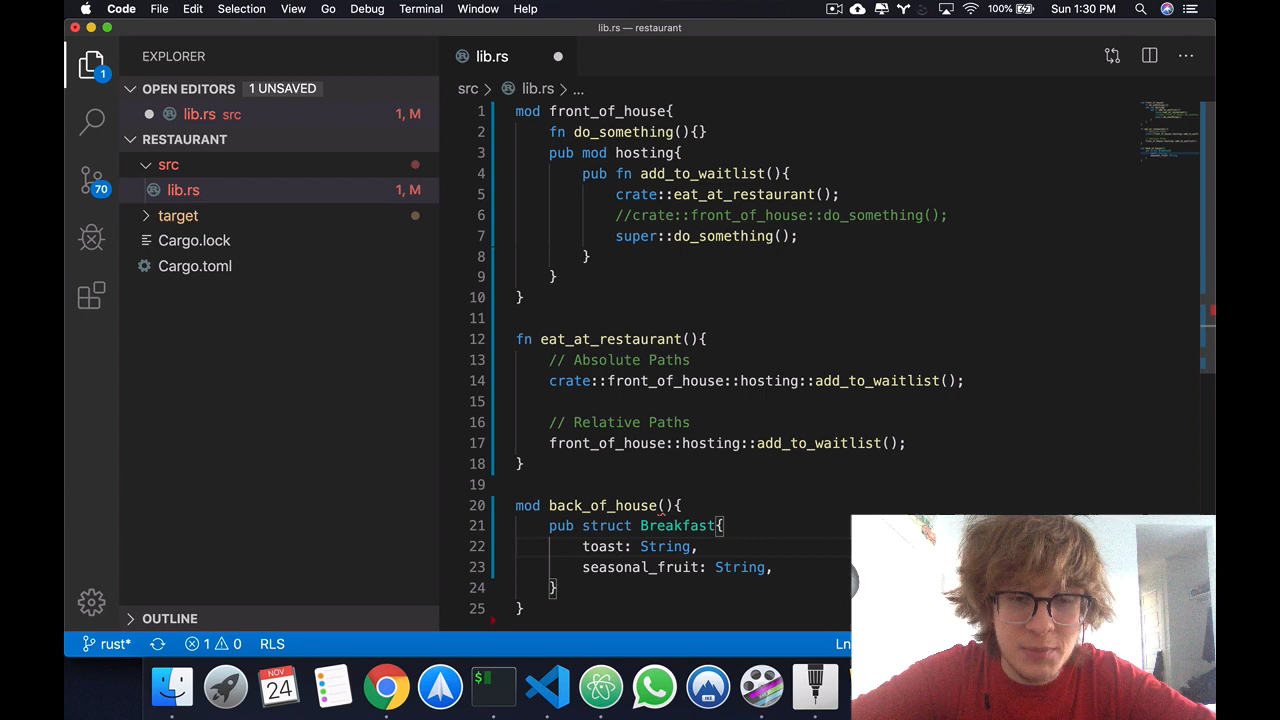 Code File Edit Selection View Go Debug Terminal Window Help 100% Sun 1:30 PM
lib.rs — restaurant
EXPLORER
1
OPEN EDITORS 1 UNSAVED
lib.rs src 1, M
RESTAURANT
src
lib.rs 1, M
target
Cargo.lock
Cargo.toml
70
OUTLINE
lib.rs
src > lib.rs > ...
1 mod front_of_house{
2 fn do_something(){}
3 pub mod hosting{
4 pub fn add_to_waitlist(){
5 crate::eat_at_restaurant();
6 //crate::front_of_house::do_something();
7 super::do_something();
8 }
9 }
10 }
11
12 fn eat_at_restaurant(){
13 // Absolute Paths
14 crate::front_of_house::hosting::add_to_waitlist();
15
16 // Relative Paths
17 front_of_house::hosting::add_to_waitlist();
18 }
19
20 mod back_of_house(){
21 pub struct Breakfast{
22 toast: String,
23 seasonal_fruit: String,
24 }
25 }
rust* 1 0 RLS Ln
NOV
24
$